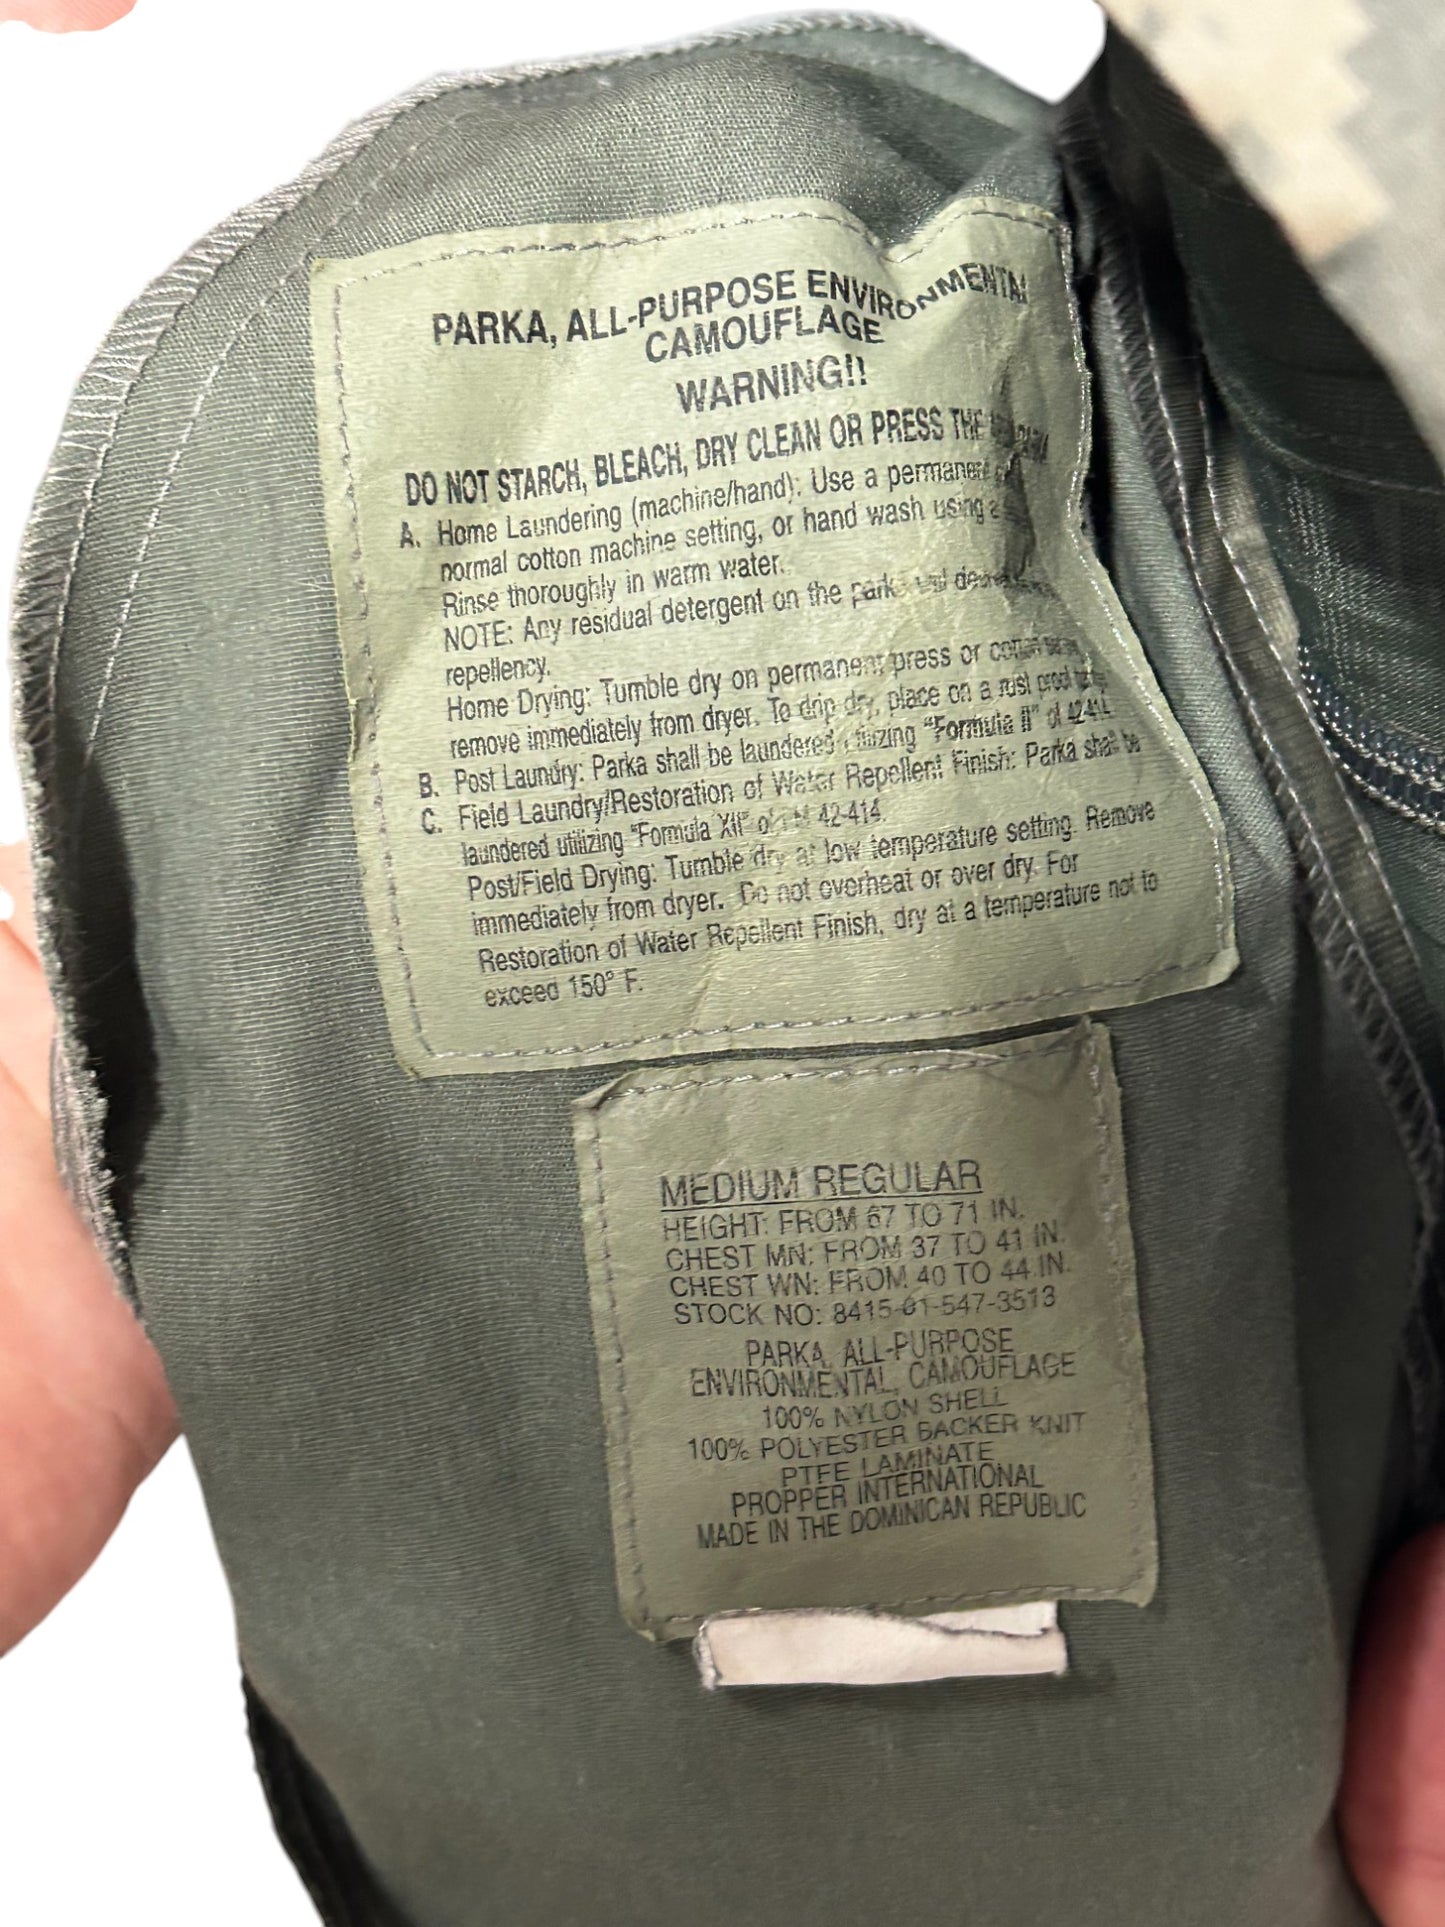 PARKA, ALL-PURPOSE ENVIRONMENTAL
CAMOUFLAGE
WARNING!!
DO NOT STARCH, BLEACH, DRY CLEAN OR PRESS THE PARKA
A. Home Laundering (machine/hand): Use a permanent
normal cotton machine setting, or hand wash using a
Rinse thoroughly in warm water.
NOTE: Any residual detergent on the parka will
repellency.
Home Drying: Tumble dry on permanent press or cotton
remove immediately from dryer. To drip dry, place on a rust proof
B. Post Laundry: Parka shall be laundered utilizing "Formula II" of 42-414.
C. Field Laundry/Restoration of Water Repellent Finish: Parka shall be
laundered utilizing "Formula XII" of 42-414.
Post/Field Drying: Tumble dry at low temperature setting. Remove
immediately from dryer. Do not overheat or over dry. For
Restoration of Water Repellent Finish, dry at a temperature not to
exceed 150° F.
MEDIUM REGULAR
HEIGHT: FROM 67 TO 71 IN.
CHEST MN: FROM 37 TO 41 IN.
CHEST WN: FROM 40 TO 44 IN.
STOCK NO: 8415-01-547-3513
PARKA, ALL-PURPOSE
ENVIRONMENTAL, CAMOUFLAGE
100% NYLON SHELL
100% POLYESTER BACKER KNIT
PTFE LAMINATE
PROPPER INTERNATIONAL
MADE IN THE DOMINICAN REPUBLIC